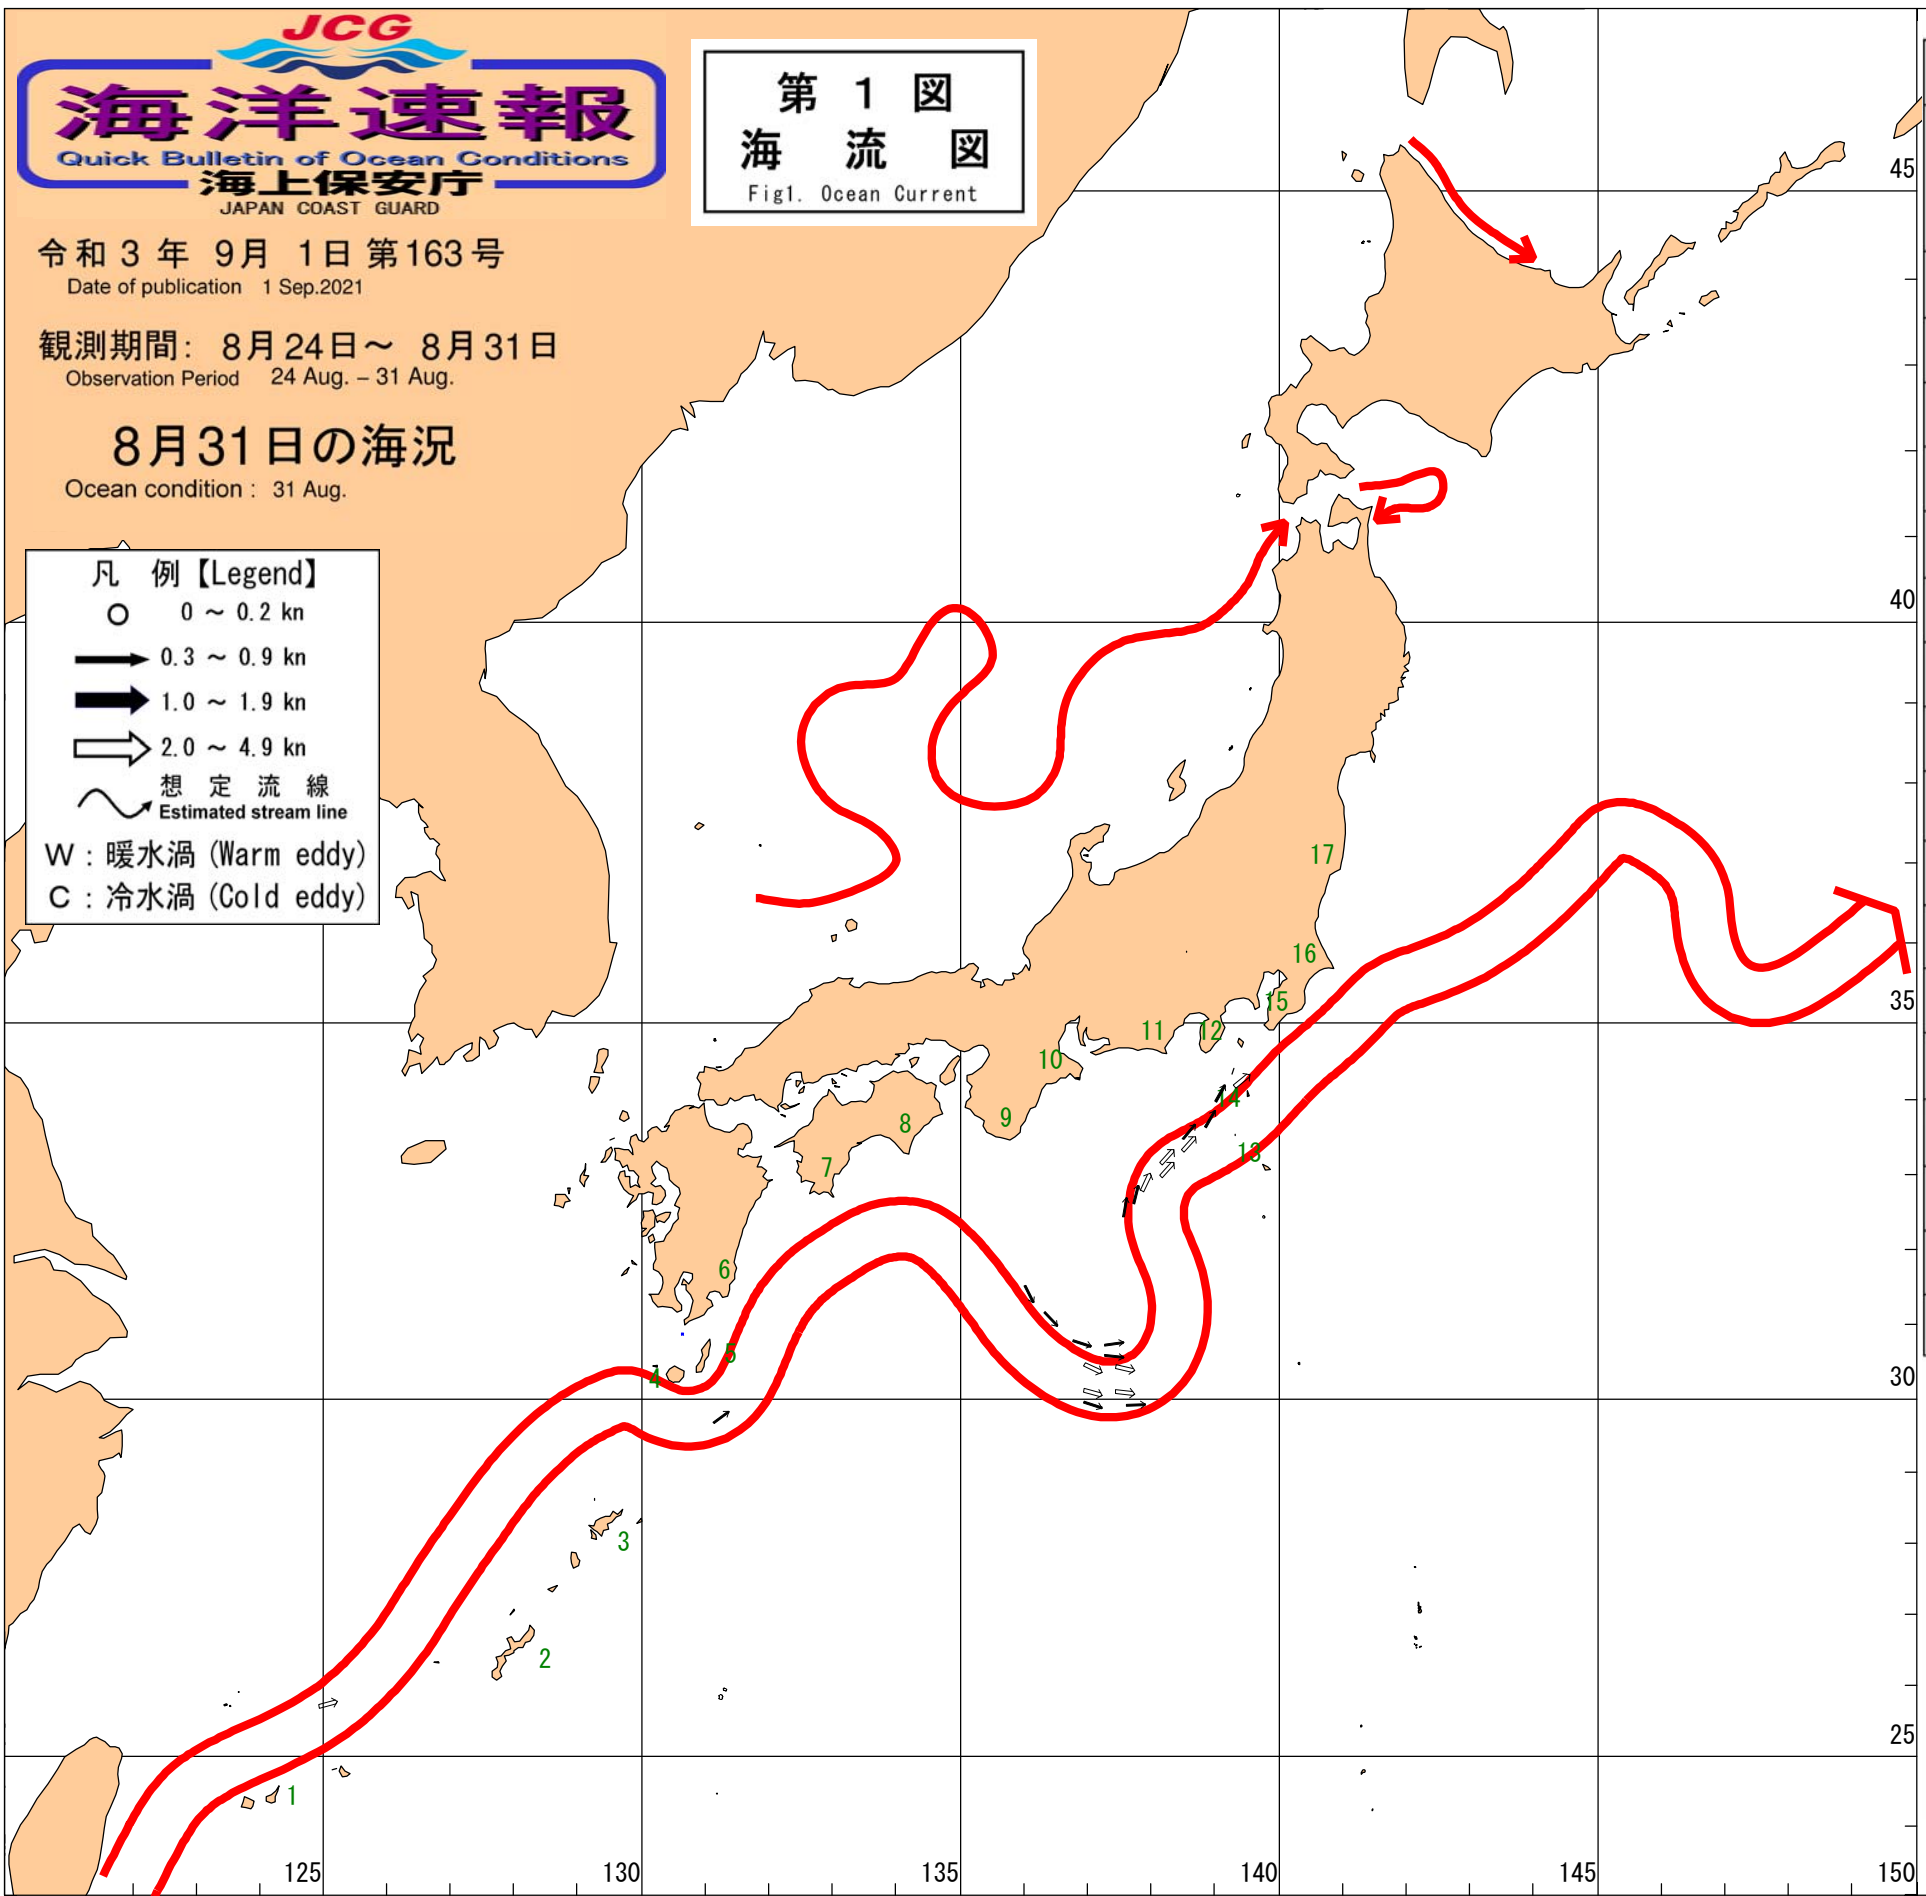 JCG
海洋速報
Quick Bulletin of Ocean Conditions
海上保安庁
JAPAN COAST GUARD
第 1 図
海 流 図
Fig1. Ocean Current
令和 3 年 9月 1日 第163号
Date of publication 1 Sep.2021
観測期間: 8月24日～ 8月31日
Observation Period 24 Aug. – 31 Aug.
8月31日の海況
Ocean condition : 31 Aug.
凡 例【Legend】
0 ～ 0.2 kn
0.3 ～ 0.9 kn
1.0 ～ 1.9 kn
2.0 ～ 4.9 kn
想 定 流 線
Estimated stream line
W : 暖水渦 (Warm eddy)
C : 冷水渦 (Cold eddy)
45
40
17
16
35
15
12
11
10
14
9
8
13
7
6
5
4
30
3
2
25
1
125
130
135
140
145
150